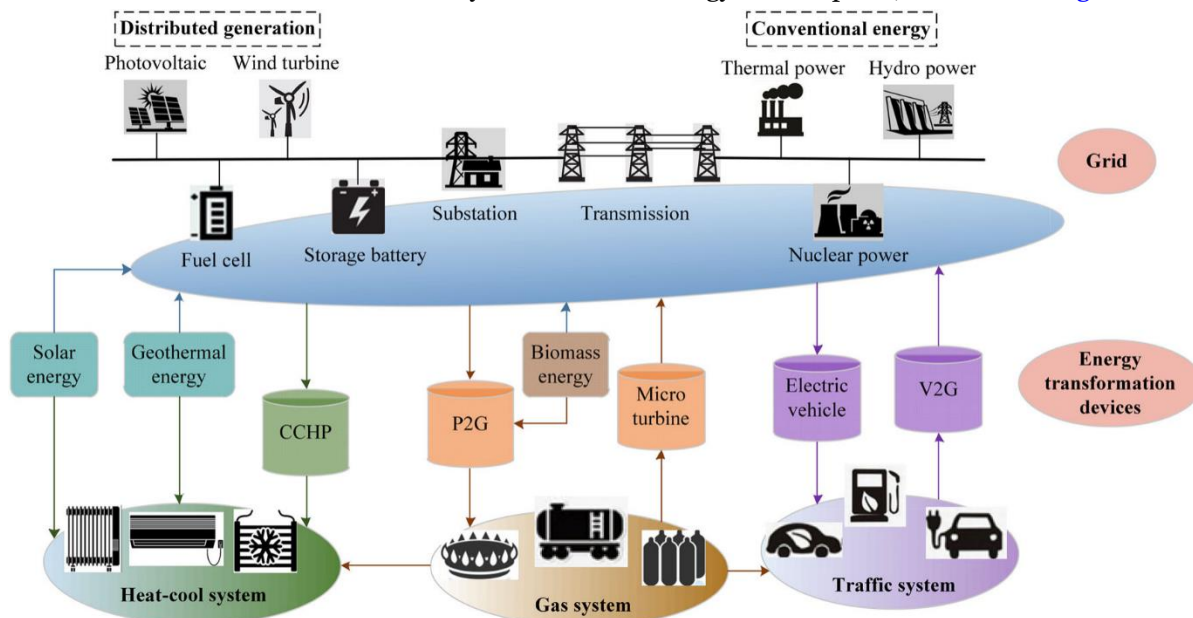 Distributed generation
Conventional energy
Photovoltaic
Wind turbine
Thermal power
Hydro power
Grid
Substation
Transmission
Fuel cell
Storage battery
Nuclear power
Solar
energy
Geothermal
energy
Biomass
energy
Micro
turbine
Electric
vehicle
V2G
Energy
transformation
devices
CCHP
P2G
Heat-cool system
Gas system
Traffic system